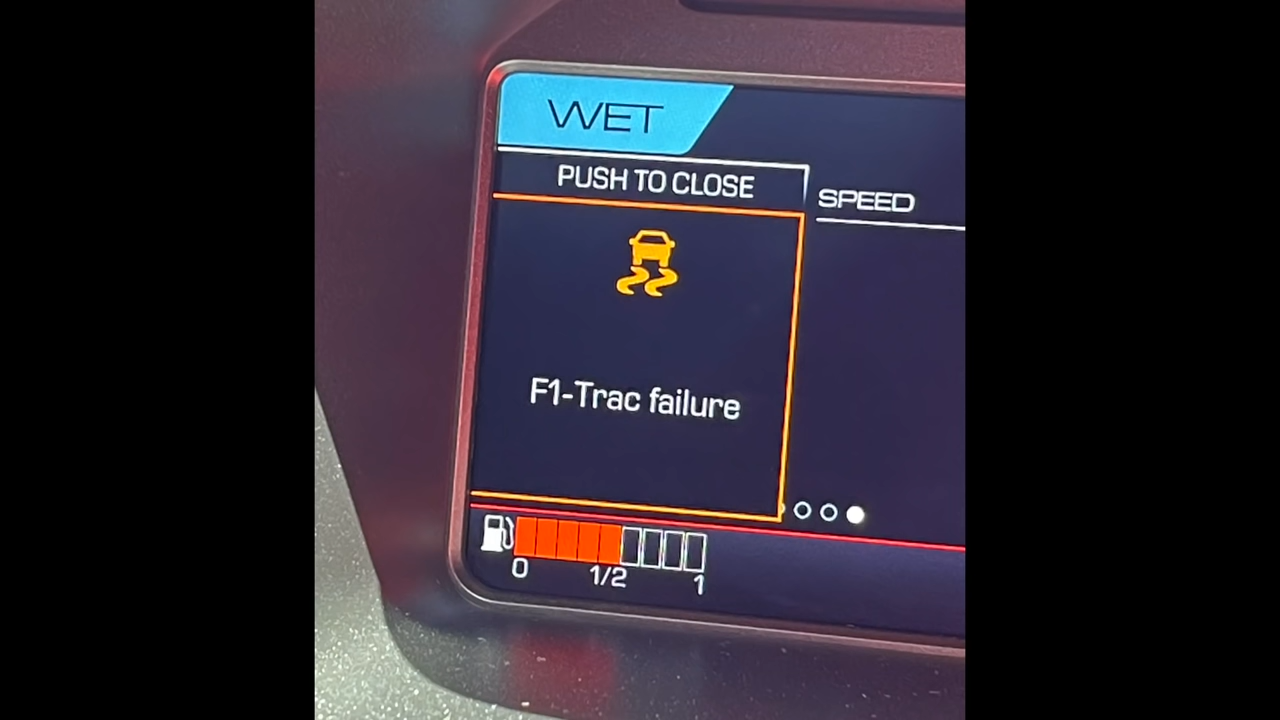 WET
PUSH TO CLOSE
SPEED
F1-Trac failure
0 1/2 1